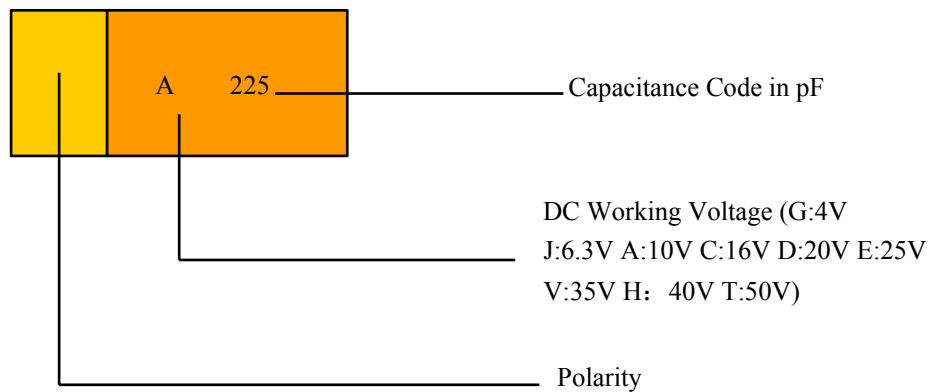 A 225
Capacitance Code in pF
DC Working Voltage (G:4V
J:6.3V A:10V C:16V D:20V E:25V
V:35V H：40V T:50V)
Polarity